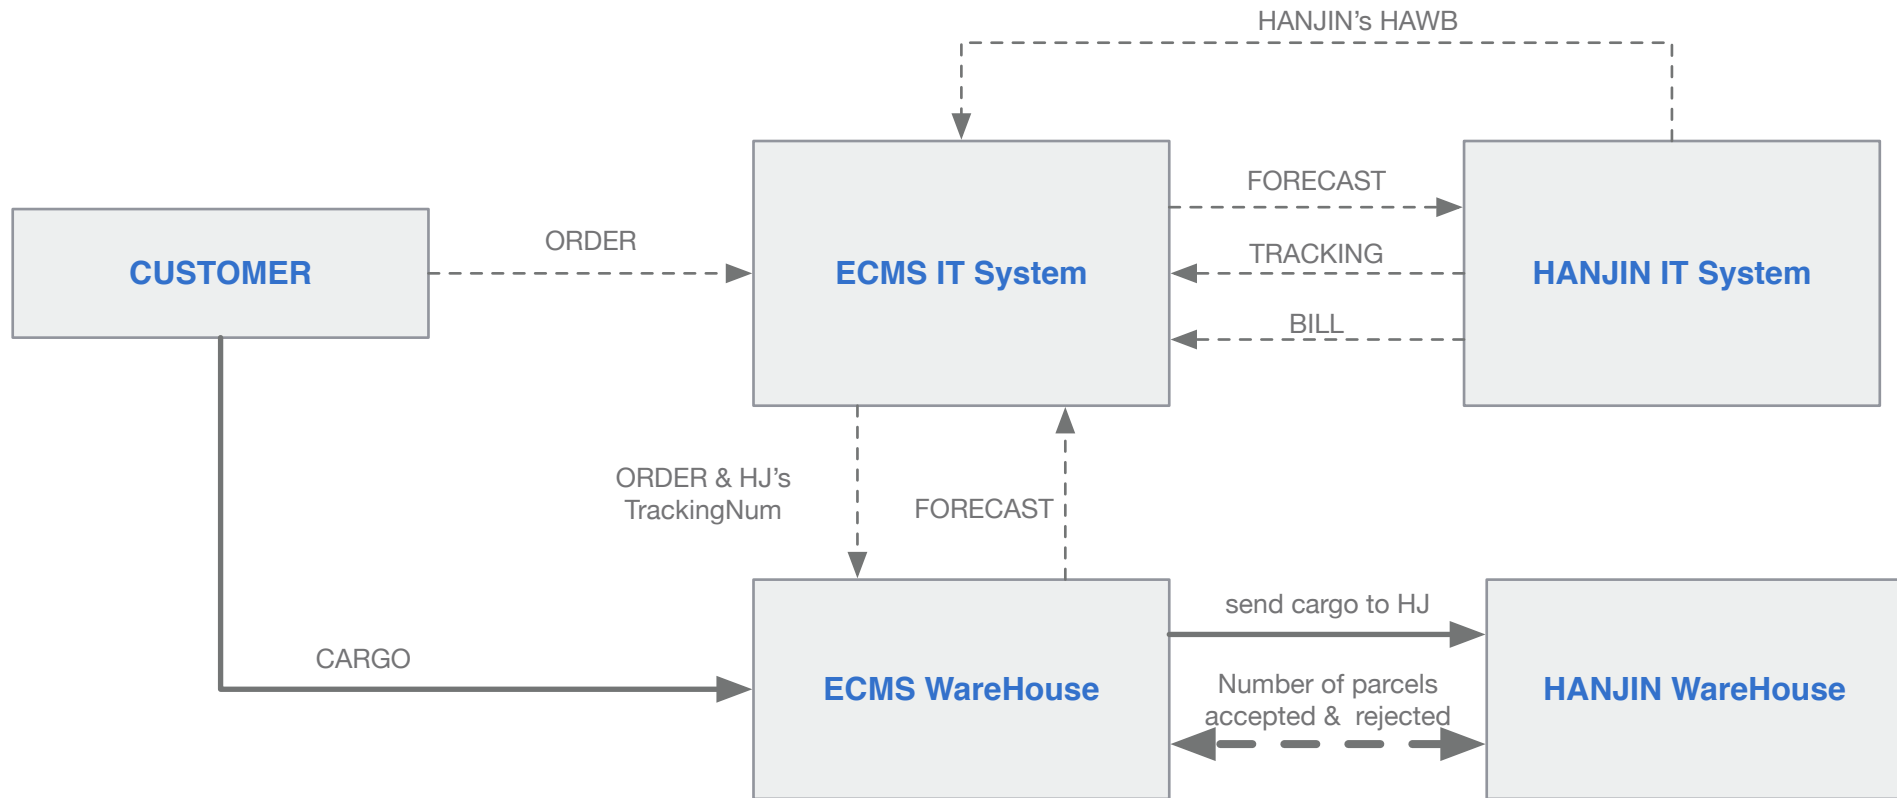 HANJIN’s HAWB
FORECAST
ORDER
TRACKING
CUSTOMER
ECMS IT System
HANJIN IT System
BILL
ORDER & HJ’s
TrackingNum
FORECAST
send cargo to HJ
CARGO
ECMS WareHouse
Number of parcels
accepted & rejected
HANJIN WareHouse